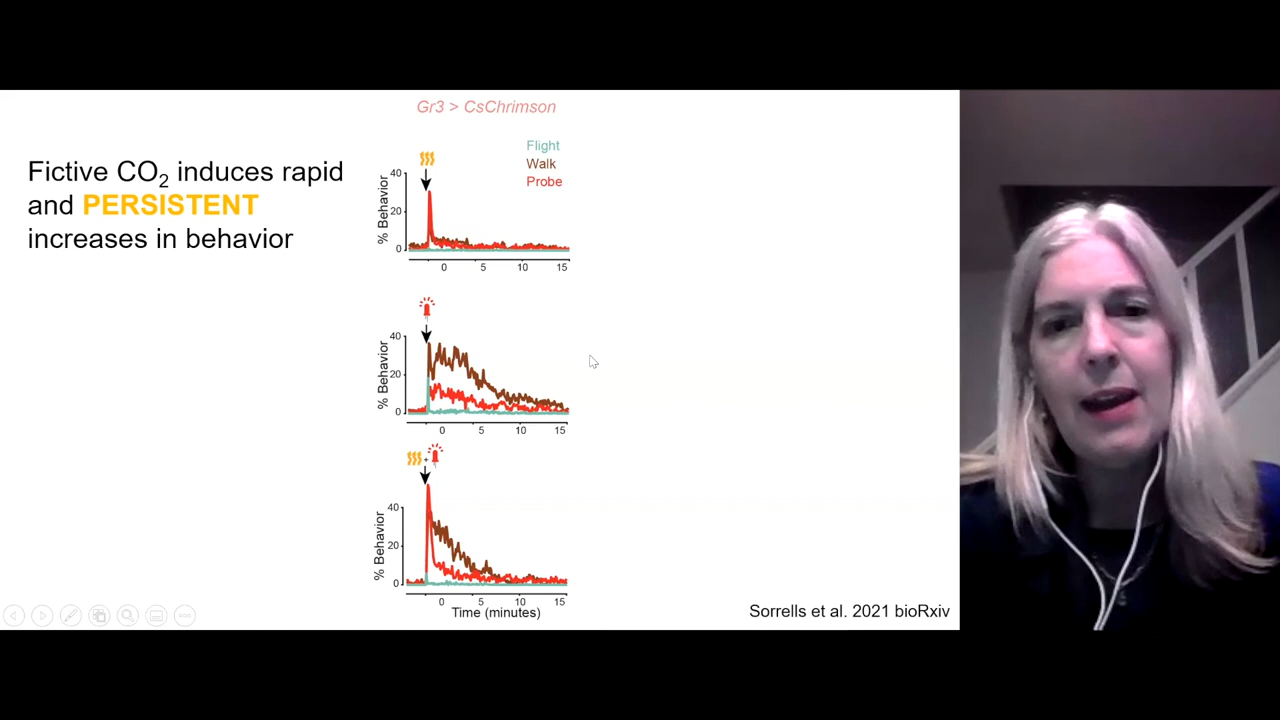 Gr3 > CsChrimson
Fictive CO2 induces rapid
and PERSISTENT
increases in behavior
Flight
Walk
Probe
% Behavior
40
20
0
0 5 10 15
% Behavior
40
20
0
0 5 10 15
+
% Behavior
40
20
0
0 5 10 15
Time (minutes)
Sorrells et al. 2021 bioRxiv